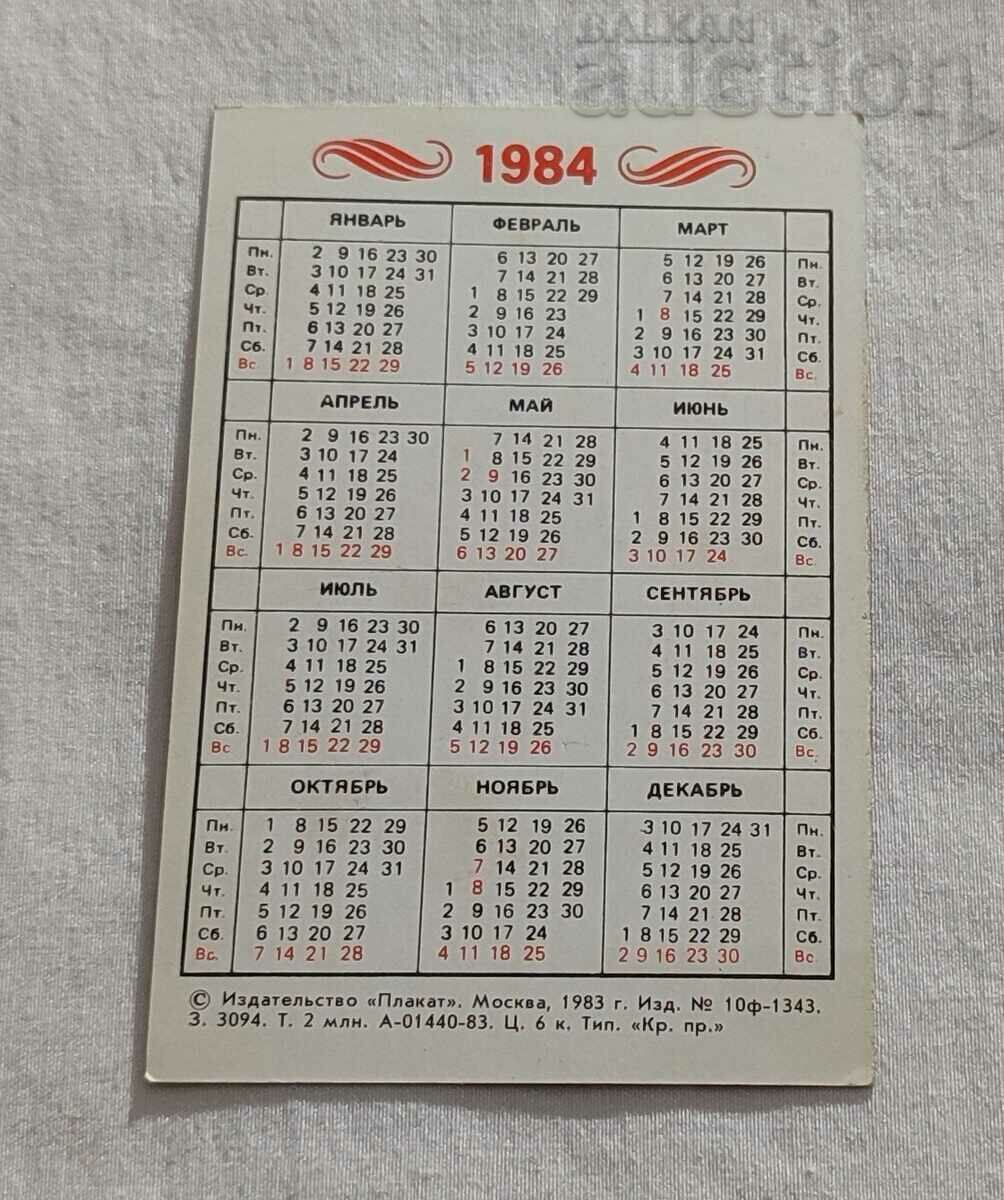 BALKAN
auction
1984
ЯНВАРЬ ФЕВРАЛЬ МАРТ
Пн. 2 9 16 23 30 6 13 20 27 5 12 19 26 Пн.
Вт. 3 10 17 24 31 7 14 21 28 6 13 20 27 Вт.
Ср. 4 11 18 25 1 8 15 22 29 7 14 21 28 Ср.
Чт. 5 12 19 26 2 9 16 23 1 8 15 22 29 Чт.
Пт. 6 13 20 27 3 10 17 24 2 9 16 23 30 Пт.
Сб. 7 14 21 28 4 11 18 25 3 10 17 24 31 Сб.
Вс. 1 8 15 22 29 5 12 19 26 4 11 18 25 Вс.
АПРЕЛЬ МАЙ ИЮНЬ
Пн. 2 9 16 23 30 7 14 21 28 4 11 18 25 Пн.
Вт. 3 10 17 24 1 8 15 22 29 5 12 19 26 Вт.
Ср. 4 11 18 25 2 9 16 23 30 6 13 20 27 Ср.
Чт. 5 12 19 26 3 10 17 24 31 7 14 21 28 Чт.
Пт. 6 13 20 27 4 11 18 25 1 8 15 22 29 Пт.
Сб. 7 14 21 28 5 12 19 26 2 9 16 23 30 Сб.
Вс. 1 8 15 22 29 6 13 20 27 3 10 17 24 Вс.
ИЮЛЬ АВГУСТ СЕНТЯБРЬ
Пн. 2 9 16 23 30 6 13 20 27 3 10 17 24 Пн.
Вт. 3 10 17 24 31 7 14 21 28 4 11 18 25 Вт.
Ср. 4 11 18 25 1 8 15 22 29 5 12 19 26 Ср.
Чт. 5 12 19 26 2 9 16 23 30 6 13 20 27 Чт.
Пт. 6 13 20 27 3 10 17 24 31 7 14 21 28 Пт.
Сб. 7 14 21 28 4 11 18 25 1 8 15 22 29 Сб.
Вс 1 8 15 22 29 5 12 19 26 2 9 16 23 30 Вс.
ОКТЯБРЬ НОЯБРЬ ДЕКАБРЬ
Пн. 1 8 15 22 29 5 12 19 26 3 10 17 24 31 Пн.
Вт. 2 9 16 23 30 6 13 20 27 4 11 18 25 Вт.
Ср. 3 10 17 24 31 7 14 21 28 5 12 19 26 Ср.
Чт. 4 11 18 25 1 8 15 22 29 6 13 20 27 Чт.
Пт. 5 12 19 26 2 9 16 23 30 7 14 21 28 Пт.
Сб. 6 13 20 27 3 10 17 24 1 8 15 22 29 Сб.
Вс. 7 14 21 28 4 11 18 25 2 9 16 23 30 Вс.
© Издательство «Плакат». Москва, 1983 г. Изд. № 10ф-1343.
З. 3094. Т. 2 млн. А-01440-83. Ц. 6 к. Тип. «Кр. пр.»